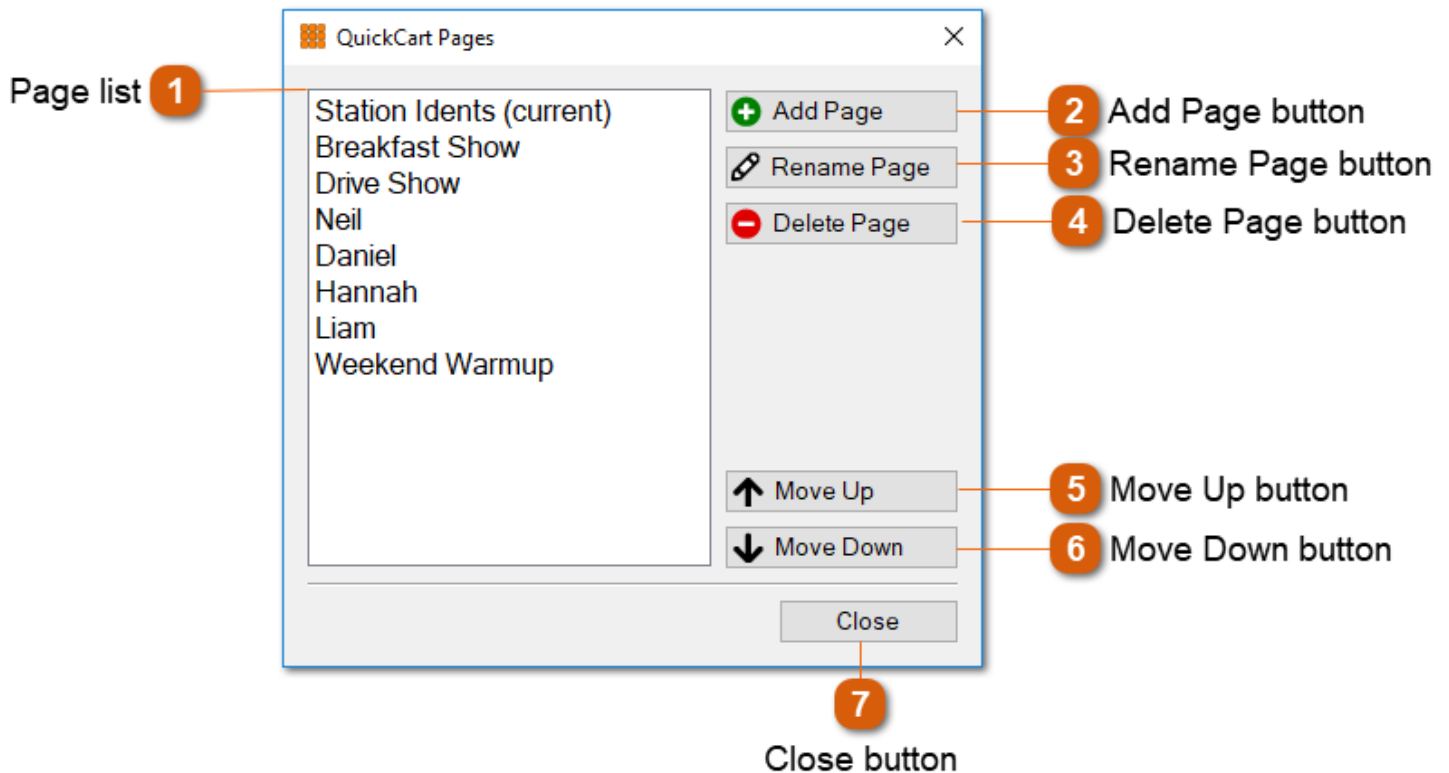 QuickCart Pages
Page list 1
Station Idents (current)
Breakfast Show
Drive Show
Neil
Daniel
Hannah
Liam
Weekend Warmup
Add Page
2 Add Page button
Rename Page
3 Rename Page button
Delete Page
4 Delete Page button
Move Up
5 Move Up button
Move Down
6 Move Down button
Close
7
Close button